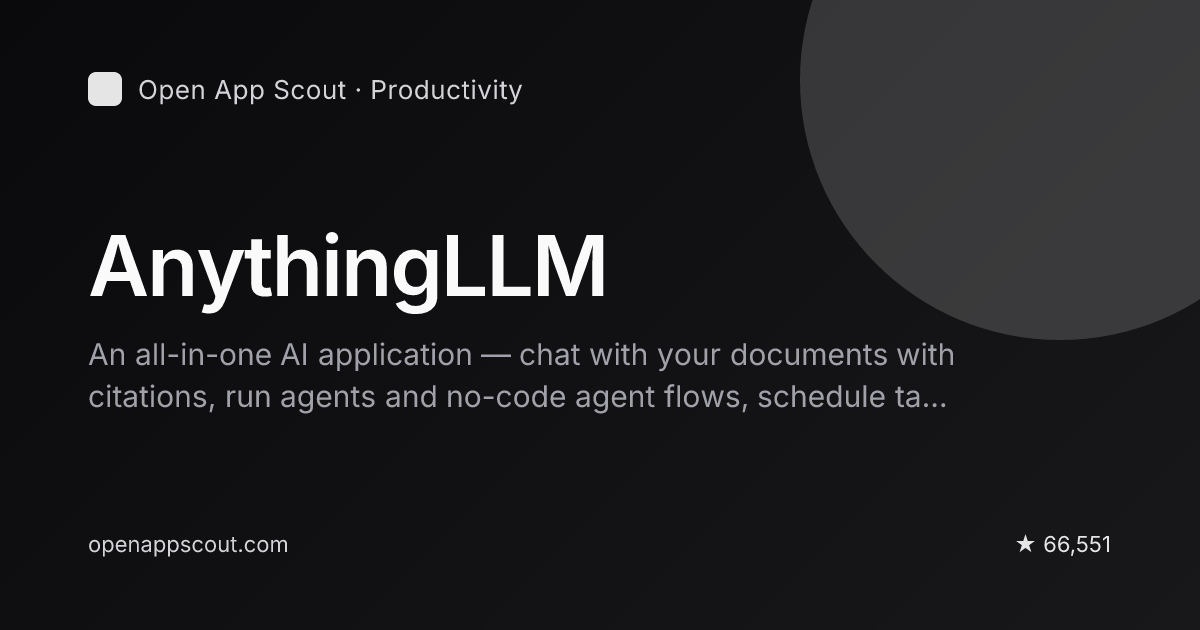 Open App Scout · Productivity
AnythingLLM
An all-in-one AI application — chat with your documents with
citations, run agents and no-code agent flows, schedule ta...
openappscout.com
★ 66,551